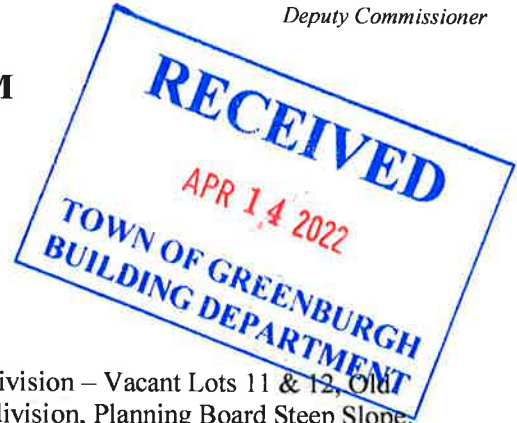 Deputy Commissioner
M
RECEIVED
APR 14 2022
TOWN OF GREENBURGH
BUILDING DEPARTMENT
ivision – Vacant Lots 11 & 12, Old
division, Planning Board Steep Slope